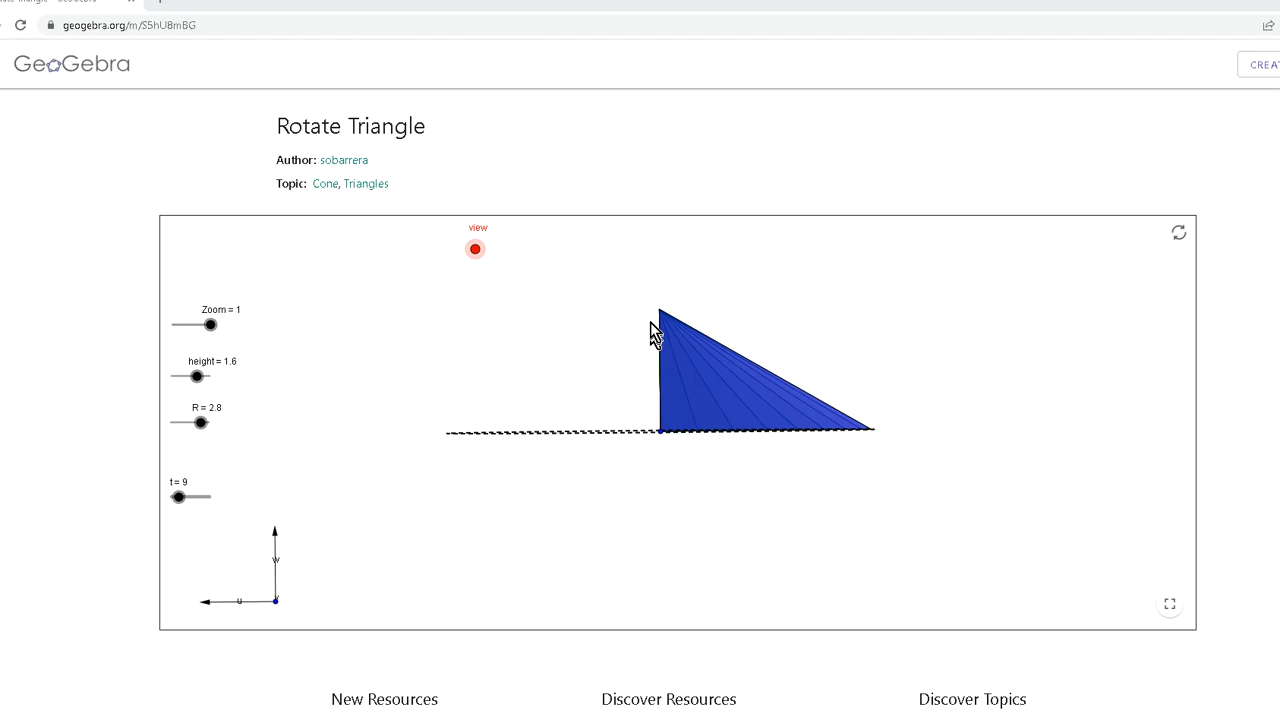 geogebra.org/m/S5hU8mBG
GeoGebra
CREAT
Rotate Triangle
Author: sobarrera
Topic: Cone, Triangles
view
Zoom = 1
height = 1.6
R = 2.8
t = 9
w
u
New Resources
Discover Resources
Discover Topics